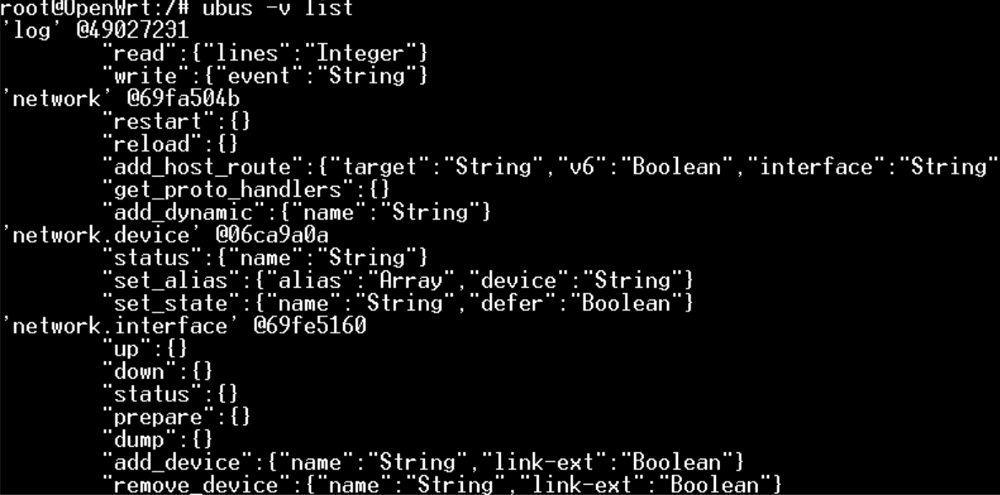 root@OpenWrt:/# ubus -v list
'log' @49027231
        "read":{"lines":"Integer"}
        "write":{"event":"String"}
'network' @69fa504b
        "restart":{}
        "reload":{}
        "add_host_route":{"target":"String","v6":"Boolean","interface":"String"
        "get_proto_handlers":{}
        "add_dynamic":{"name":"String"}
'network.device' @06ca9a0a
        "status":{"name":"String"}
        "set_alias":{"alias":"Array","device":"String"}
        "set_state":{"name":"String","defer":"Boolean"}
'network.interface' @69fe5160
        "up":{}
        "down":{}
        "status":{}
        "prepare":{}
        "dump":{}
        "add_device":{"name":"String","link-ext":"Boolean"}
        "remove_device":{"name":"String","link-ext":"Boolean"}